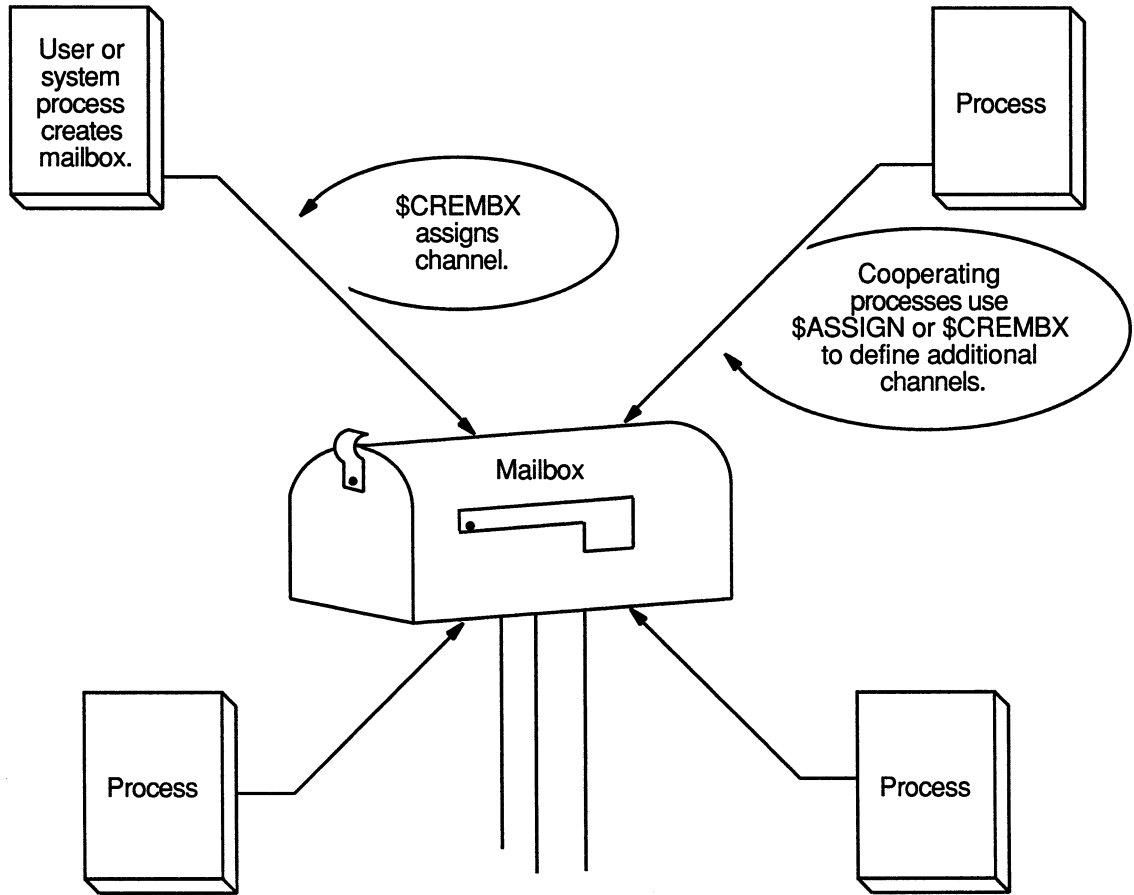 User or
system
process
creates
mailbox.
Process
$CREMBX
assigns
channel.
Cooperating
processes use
$ASSIGN or $CREMBX
to define additional
channels.
Mailbox
Process
Process